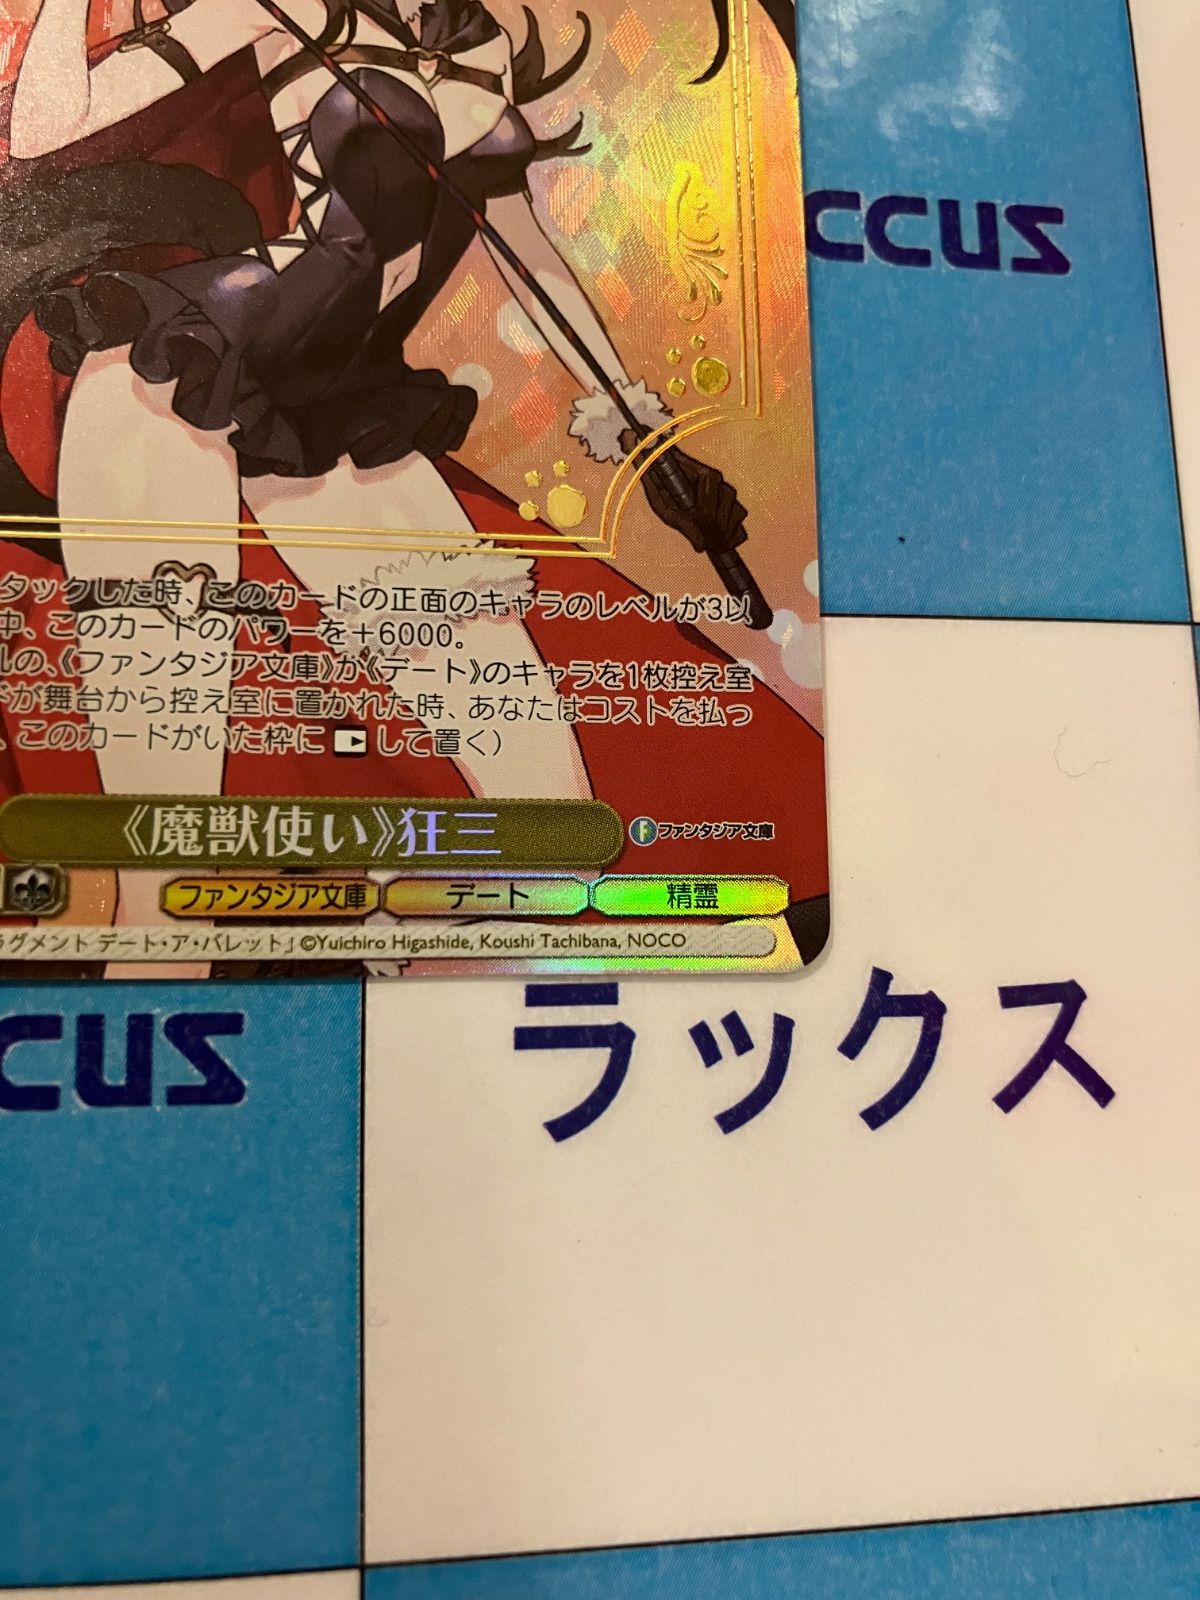 ccus
タックした時、このカードの正面のキャラのレベルが3以
中、このカードのパワーを+6000。
ルの、《ファンタジア文庫》か《デート》のキャラを1枚控え室
ドが舞台から控え室に置かれた時、あなたはコストを払っ
、このカードがいた枠に して置く)
《魔獣使い》狂三
F ファンタジア文庫
ファンタジア文庫 デート 精霊
ラグメント デート・ア・バレット」 ©Yuichiro Higashide, Koushi Tachibana, NOCO
cus
ラックス